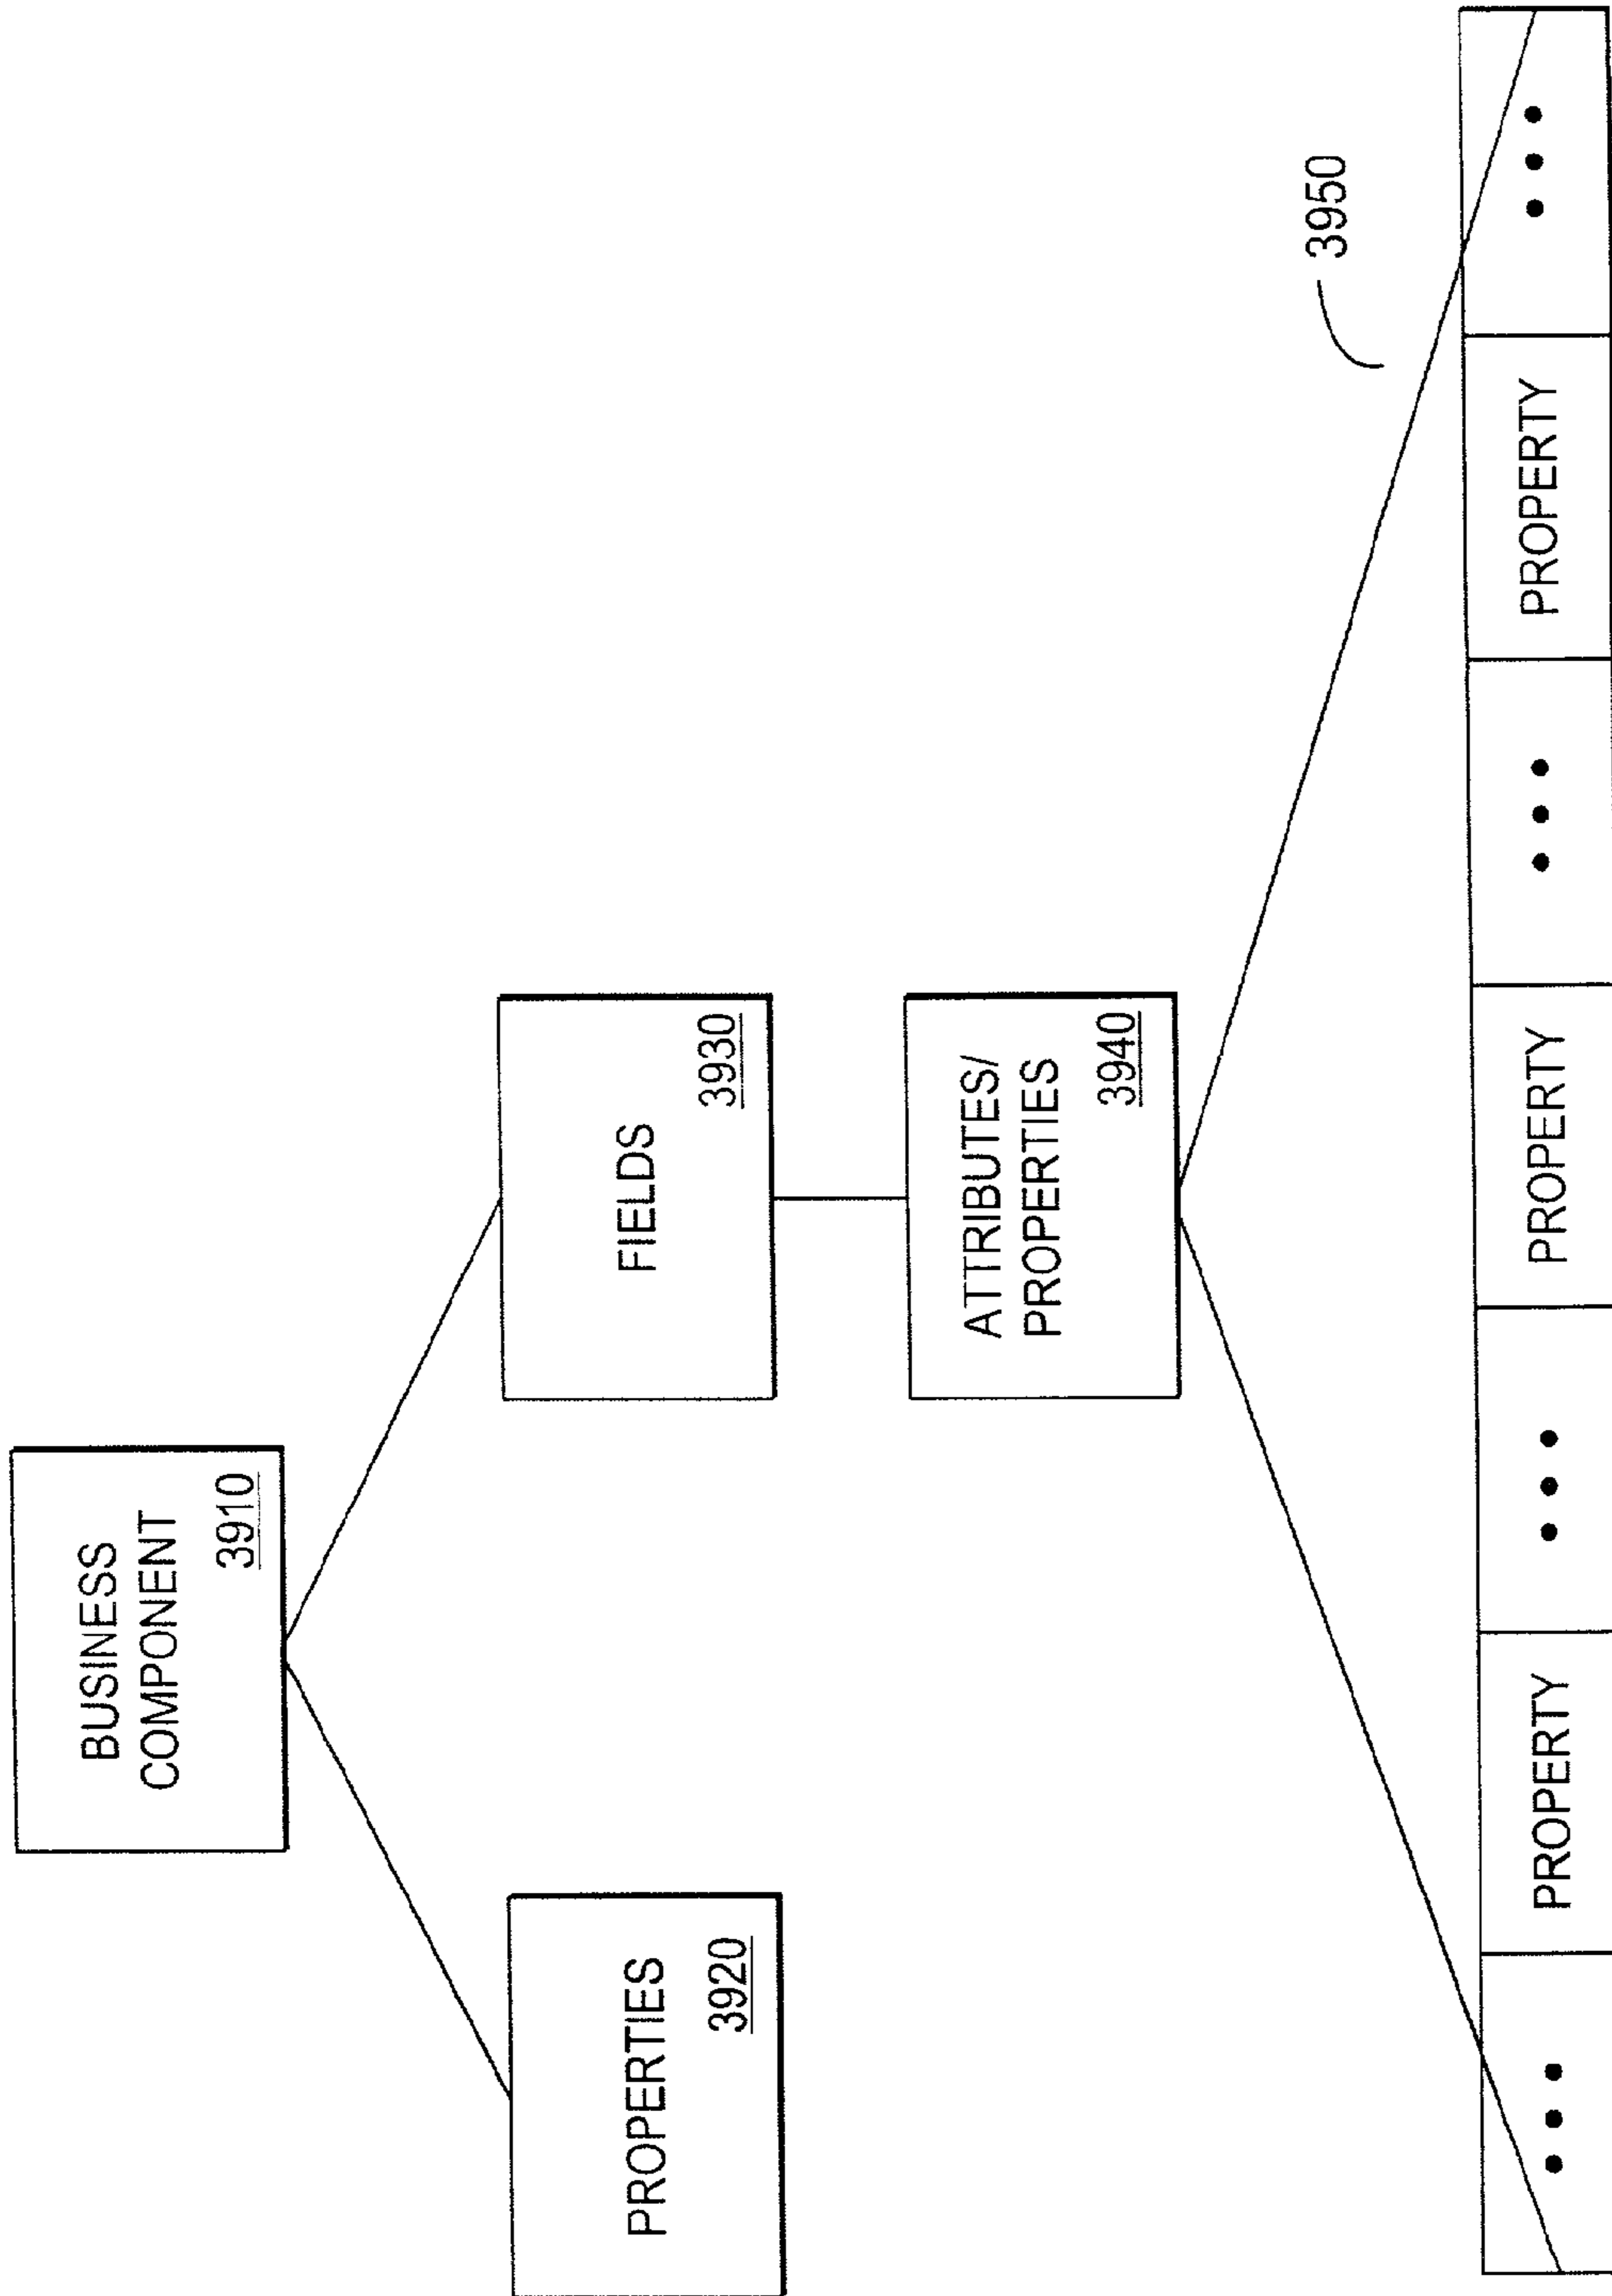 BUSINESS
COMPONENT
3910
PROPERTIES
3920
FIELDS
3930
ATTRIBUTES/
PROPERTIES
3940
3950
PROPERTY
PROPERTY
PROPERTY